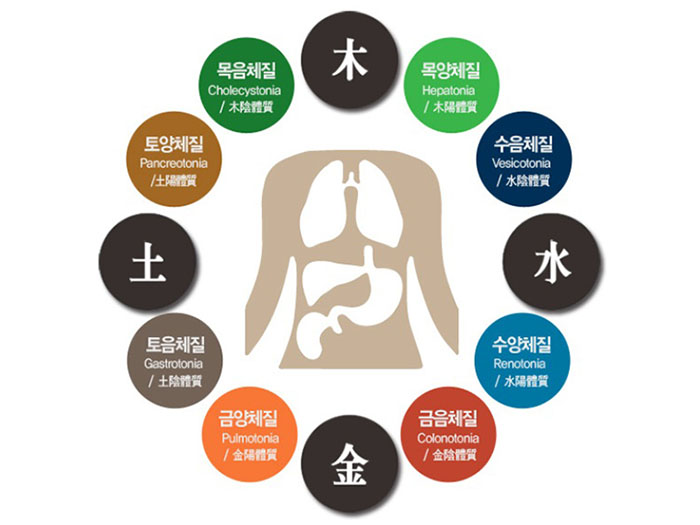 木
목음체질
Cholecystonia
/ 木陰體質
목양체질
Hepatonia
/ 木陽體質
토양체질
Pancreotonia
/土陽體質
수음체질
Vesicotonia
/ 水陰體質
土
水
토음체질
Gastrotonia
/ 土陰體質
수양체질
Renotonia
/ 水陽體質
금양체질
Pulmotonia
/ 金陽體質
금음체질
Colonotonia
/ 金陰體質
金